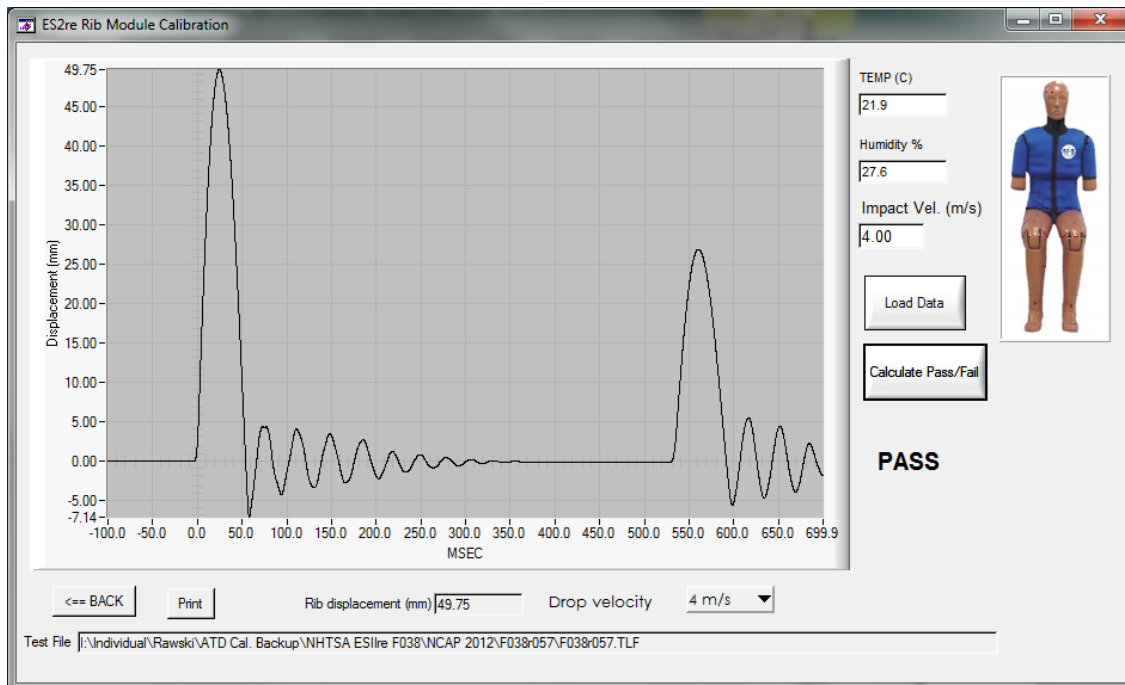 ES2re Rib Module Calibration
49.75
45.00
40.00
35.00
30.00
25.00
20.00
15.00
10.00
5.00
0.00
-5.00
-7.14
Displacement (mm)
-100.0 -50.0 0.0 50.0 100.0 150.0 200.0 250.0 300.0 350.0 400.0 450.0 500.0 550.0 600.0 650.0 699.9
MSEC
TEMP (C)
21.9
Humidity %
27.6
Impact Vel. (m/s)
4.00
Load Data
Calculate Pass/Fail
PASS
<== BACK Print Rib displacement (mm) 49.75 Drop velocity 4 m/s
Test File I:\Individual\Rawski\ATD Cal. Backup\NHTSA ESIIre F038\NCAP 2012\F038r057\F038r057.TLF